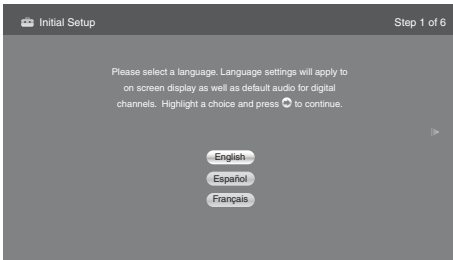 Initial Setup
Step 1 of 6
Please select a language. Language settings will apply to
on screen display as well as default audio for digital
channels. Highlight a choice and press to continue.
English
Español
Français